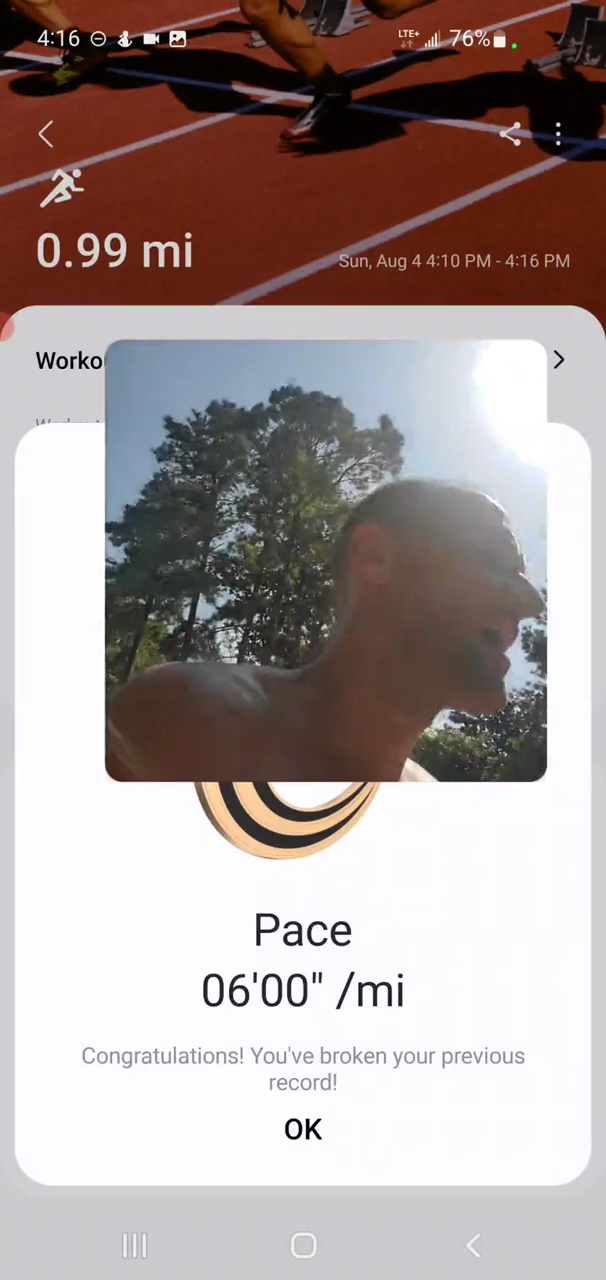 4:16
LTE+
76%
0.99 mi
Sun, Aug 4 4:10 PM - 4:16 PM
Pace
06'00" /mi
Congratulations! You've broken your previous
record!
OK